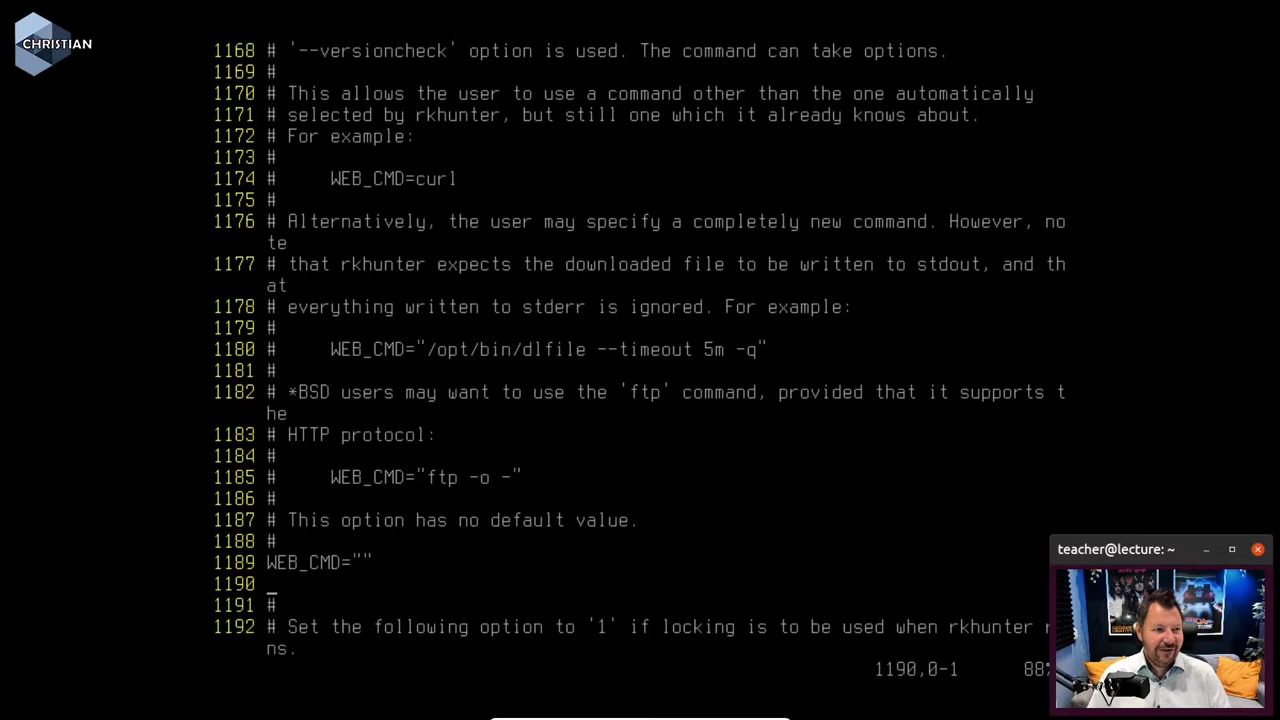 CHRISTIAN
1168 # '--versioncheck' option is used. The command can take options.
1169 #
1170 # This allows the user to use a command other than the one automatically
1171 # selected by rkhunter, but still one which it already knows about.
1172 # For example:
1173 #
1174 #     WEB_CMD=curl
1175 #
1176 # Alternatively, the user may specify a completely new command. However, no
te
1177 # that rkhunter expects the downloaded file to be written to stdout, and th
at
1178 # everything written to stderr is ignored. For example:
1179 #
1180 #     WEB_CMD="/opt/bin/dlfile --timeout 5m -q"
1181 #
1182 # *BSD users may want to use the 'ftp' command, provided that it supports t
he
1183 # HTTP protocol:
1184 #
1185 #     WEB_CMD="ftp -o -"
1186 #
1187 # This option has no default value.
1188 #
1189 WEB_CMD=""
1190
1191 #
1192 # Set the following option to '1' if locking is to be used when rkhunter r
ns.
1190,0-1 88%
teacher@lecture: ~